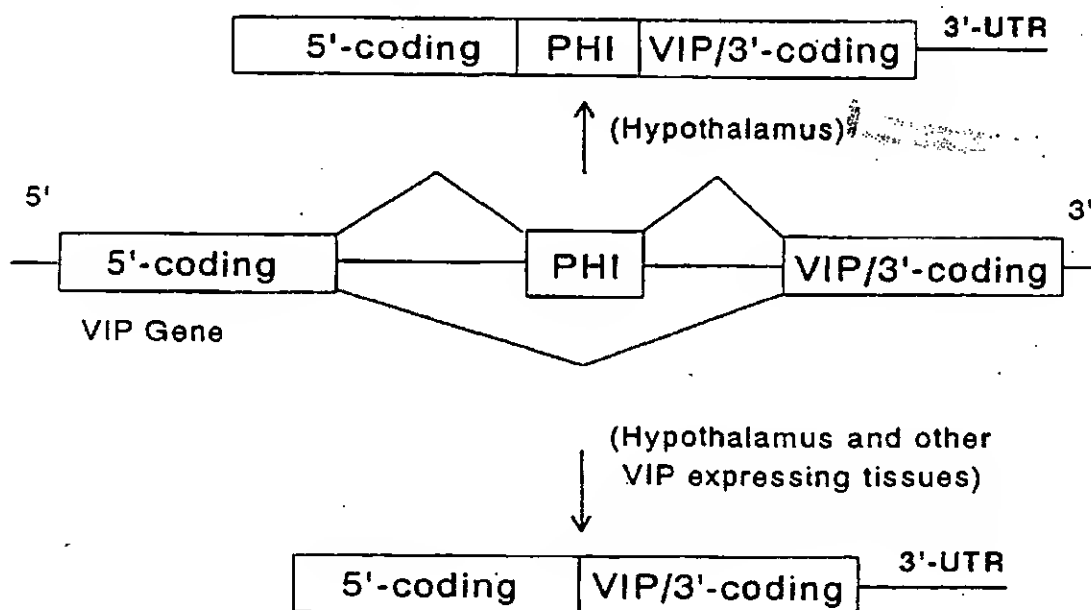 5'-coding PHI VIP/3'-coding 3'-UTR
(Hypothalamus)
5' 3'
5'-coding PHI VIP/3'-coding
VIP Gene
(Hypothalamus and other
VIP expressing tissues)
5'-coding VIP/3'-coding 3'-UTR